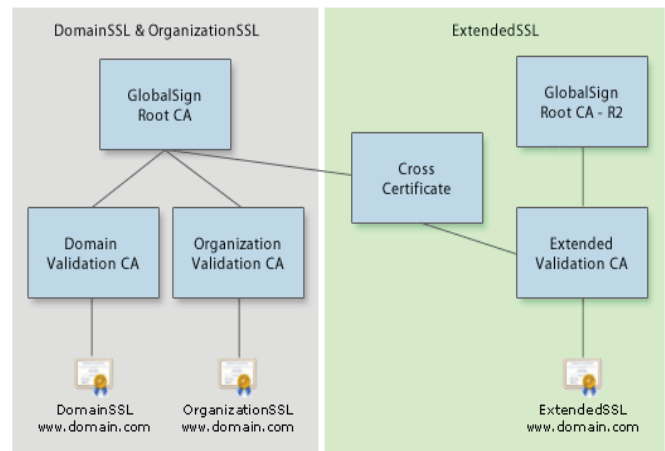 DomainSSL & OrganizationSSL
GlobalSign
Root CA
Domain
Validation CA
Organization
Validation CA
DomainSSL
www.domain.com
OrganizationSSL
www.domain.com
ExtendedSSL
GlobalSign
Root CA - R2
Cross
Certificate
Extended
Validation CA
ExtendedSSL
www.domain.com